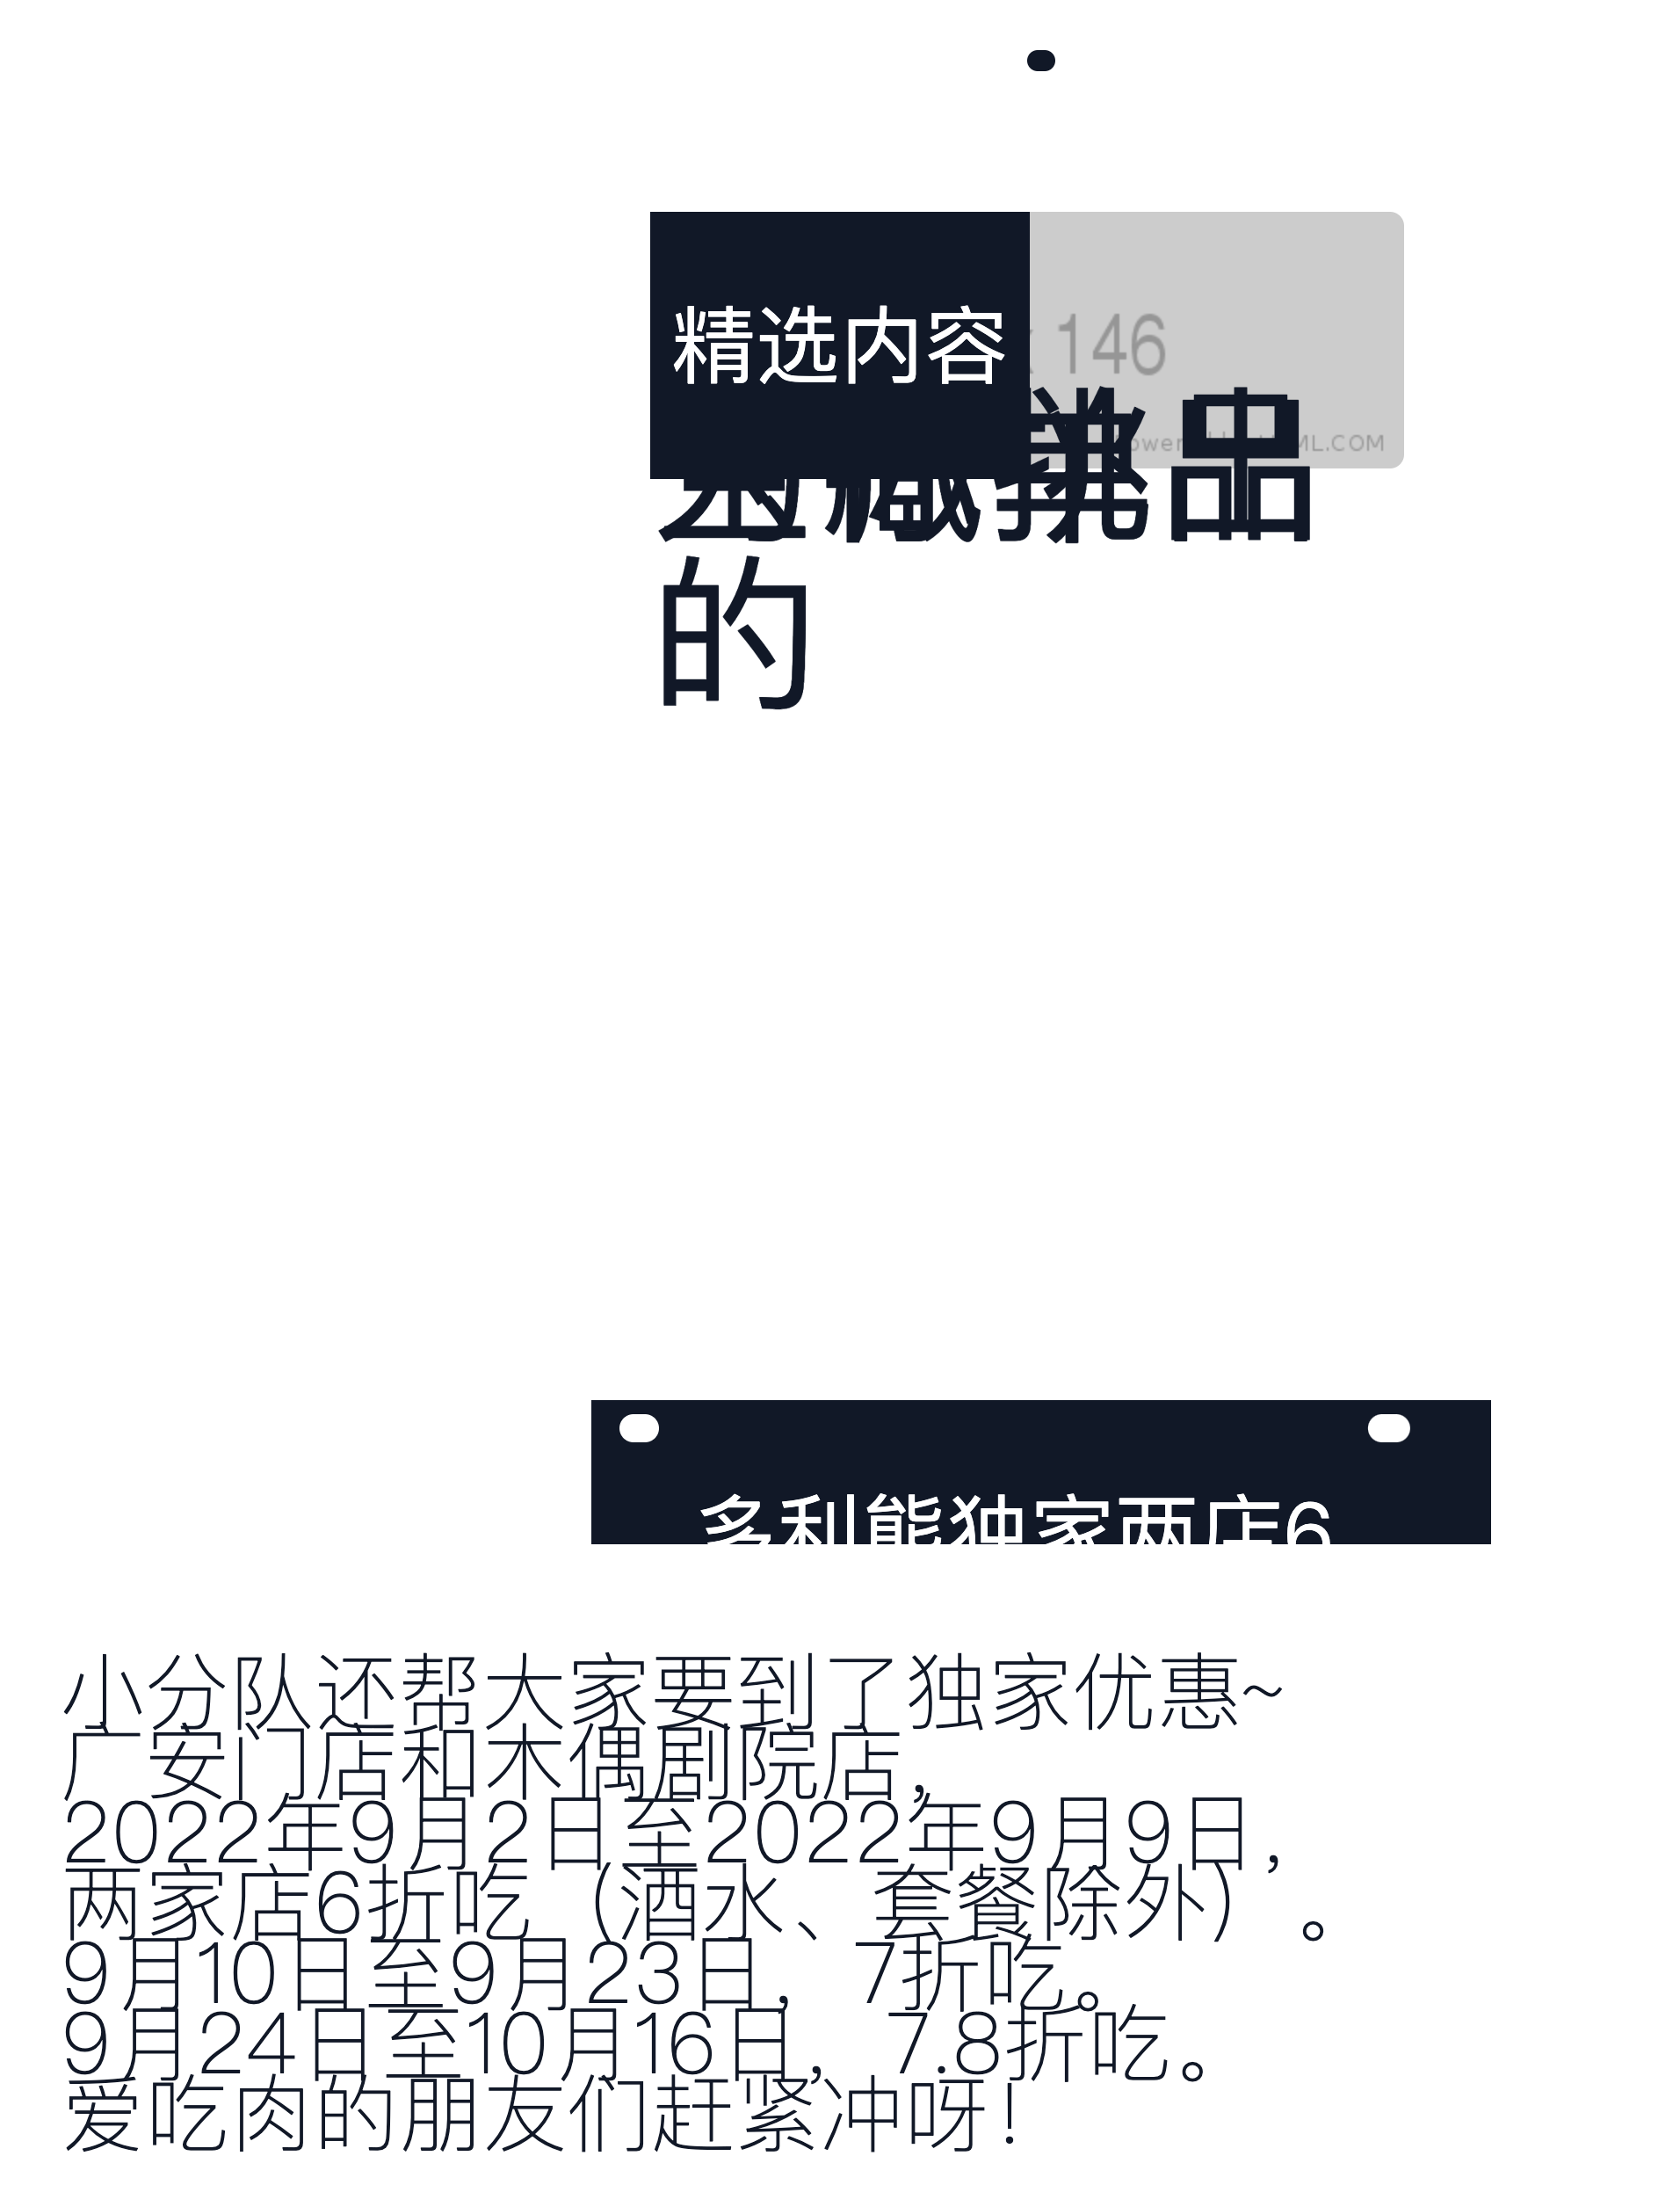 精选内容
146
的
多利熊独家两店6
小分队还帮大家要到了独家优惠~
广安门店和木偶剧院店，
2022年9月2日至2022年9月9日，
两家店6折吃（酒水、套餐除外）。
9月10日至9月23日，7折吃。
9月24日至10月16日，7.8折吃。
爱吃肉的朋友们赶紧冲呀！